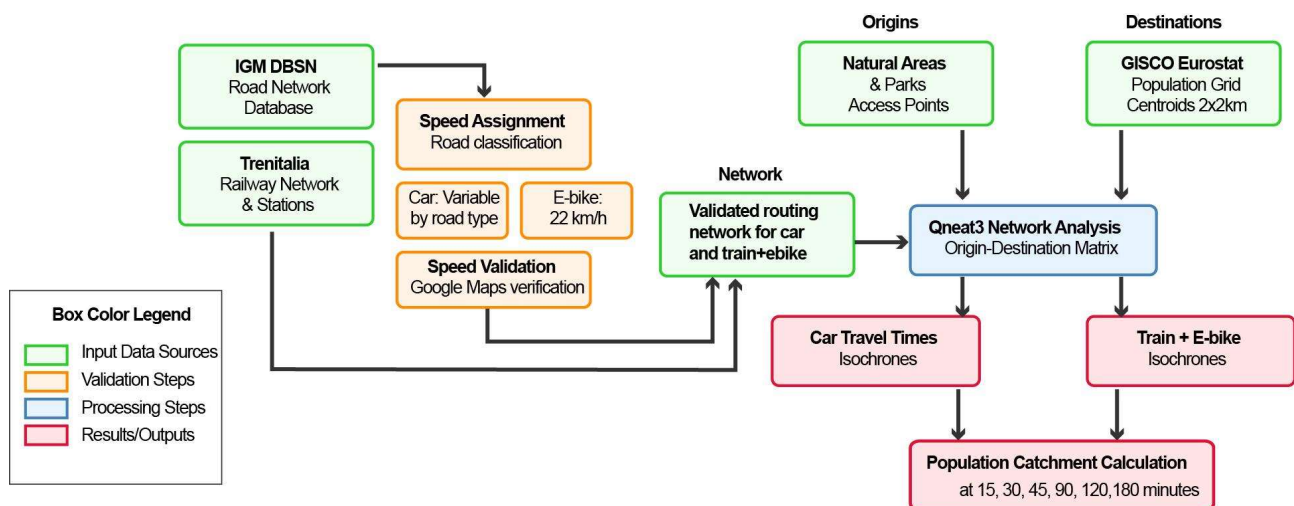 IGM DBSN
Road Network
Database
Trenitalia
Railway Network
& Stations
Speed Assignment
Road classification
Car: Variable
by road type
E-bike:
22 km/h
Speed Validation
Google Maps verification
Network
Validated routing
network for car
and train+ebike
Origins
Natural Areas
& Parks
Access Points
Destinations
GISCO Eurostat
Population Grid
Centroids 2x2km
Qneat3 Network Analysis
Origin-Destination Matrix
Car Travel Times
Isochrones
Train + E-bike
Isochrones
Population Catchment Calculation
at 15, 30, 45, 90, 120,180 minutes
Box Color Legend
Input Data Sources
Validation Steps
Processing Steps
Results/Outputs